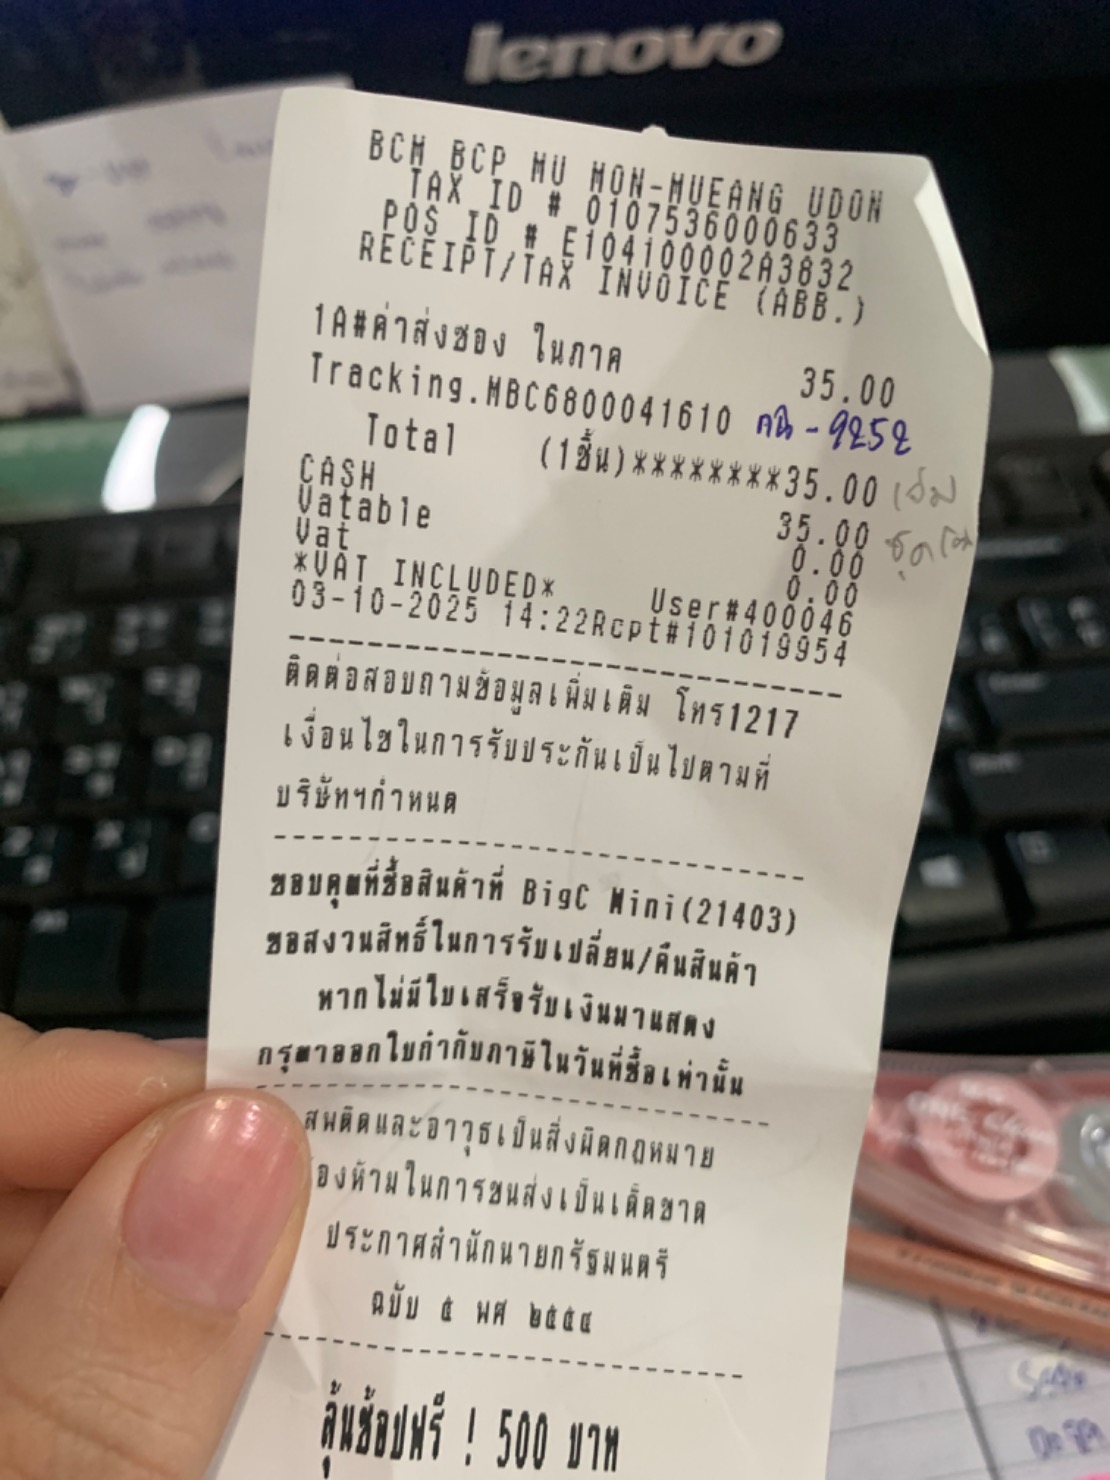 lenovo
BCM BCP MU MON-MUEANG UDON
TAX ID # 0107536000633
POS ID # E104100002A3832
RECEIPT/TAX INVOICE (ABB.)
1A#ค่าส่งซอง ในภาค 35.00
Tracking.MBC6800041610 - 9252
Total (1ชิ้น)********35.00
CASH 35.00
Vatable 0.00
Vat 0.00
*VAT INCLUDED* User#400046
03-10-2025 14:22Rcpt#101019954
ติดต่อสอบถามข้อมูลเพิ่มเติม โทร1217
เงื่อนไขในการรับประกันเป็นไปตามที่
บริษัทฯกำหนด
ขอบคุณที่ซื้อสินค้าที่ BigC Mini(21403)
ขอสงวนสิทธิ์ในการรับเปลี่ยน/คืนสินค้า
หากไม่มีใบเสร็จรับเงินมาแสดง
กรุณาออกใบกำกับภาษีในวันที่ซื้อเท่านั้น
สพติดและอาวุธเป็นสิ่งผิดกฎหมาย
องห้ามในการขนส่งเป็นเด็ดขาด
ประกาศสำนักนายกรัฐมนตรี
ฉบับ ๕ พศ ๒๕๕๔
ลุ้นช้อปฟรี ! 500 บาท